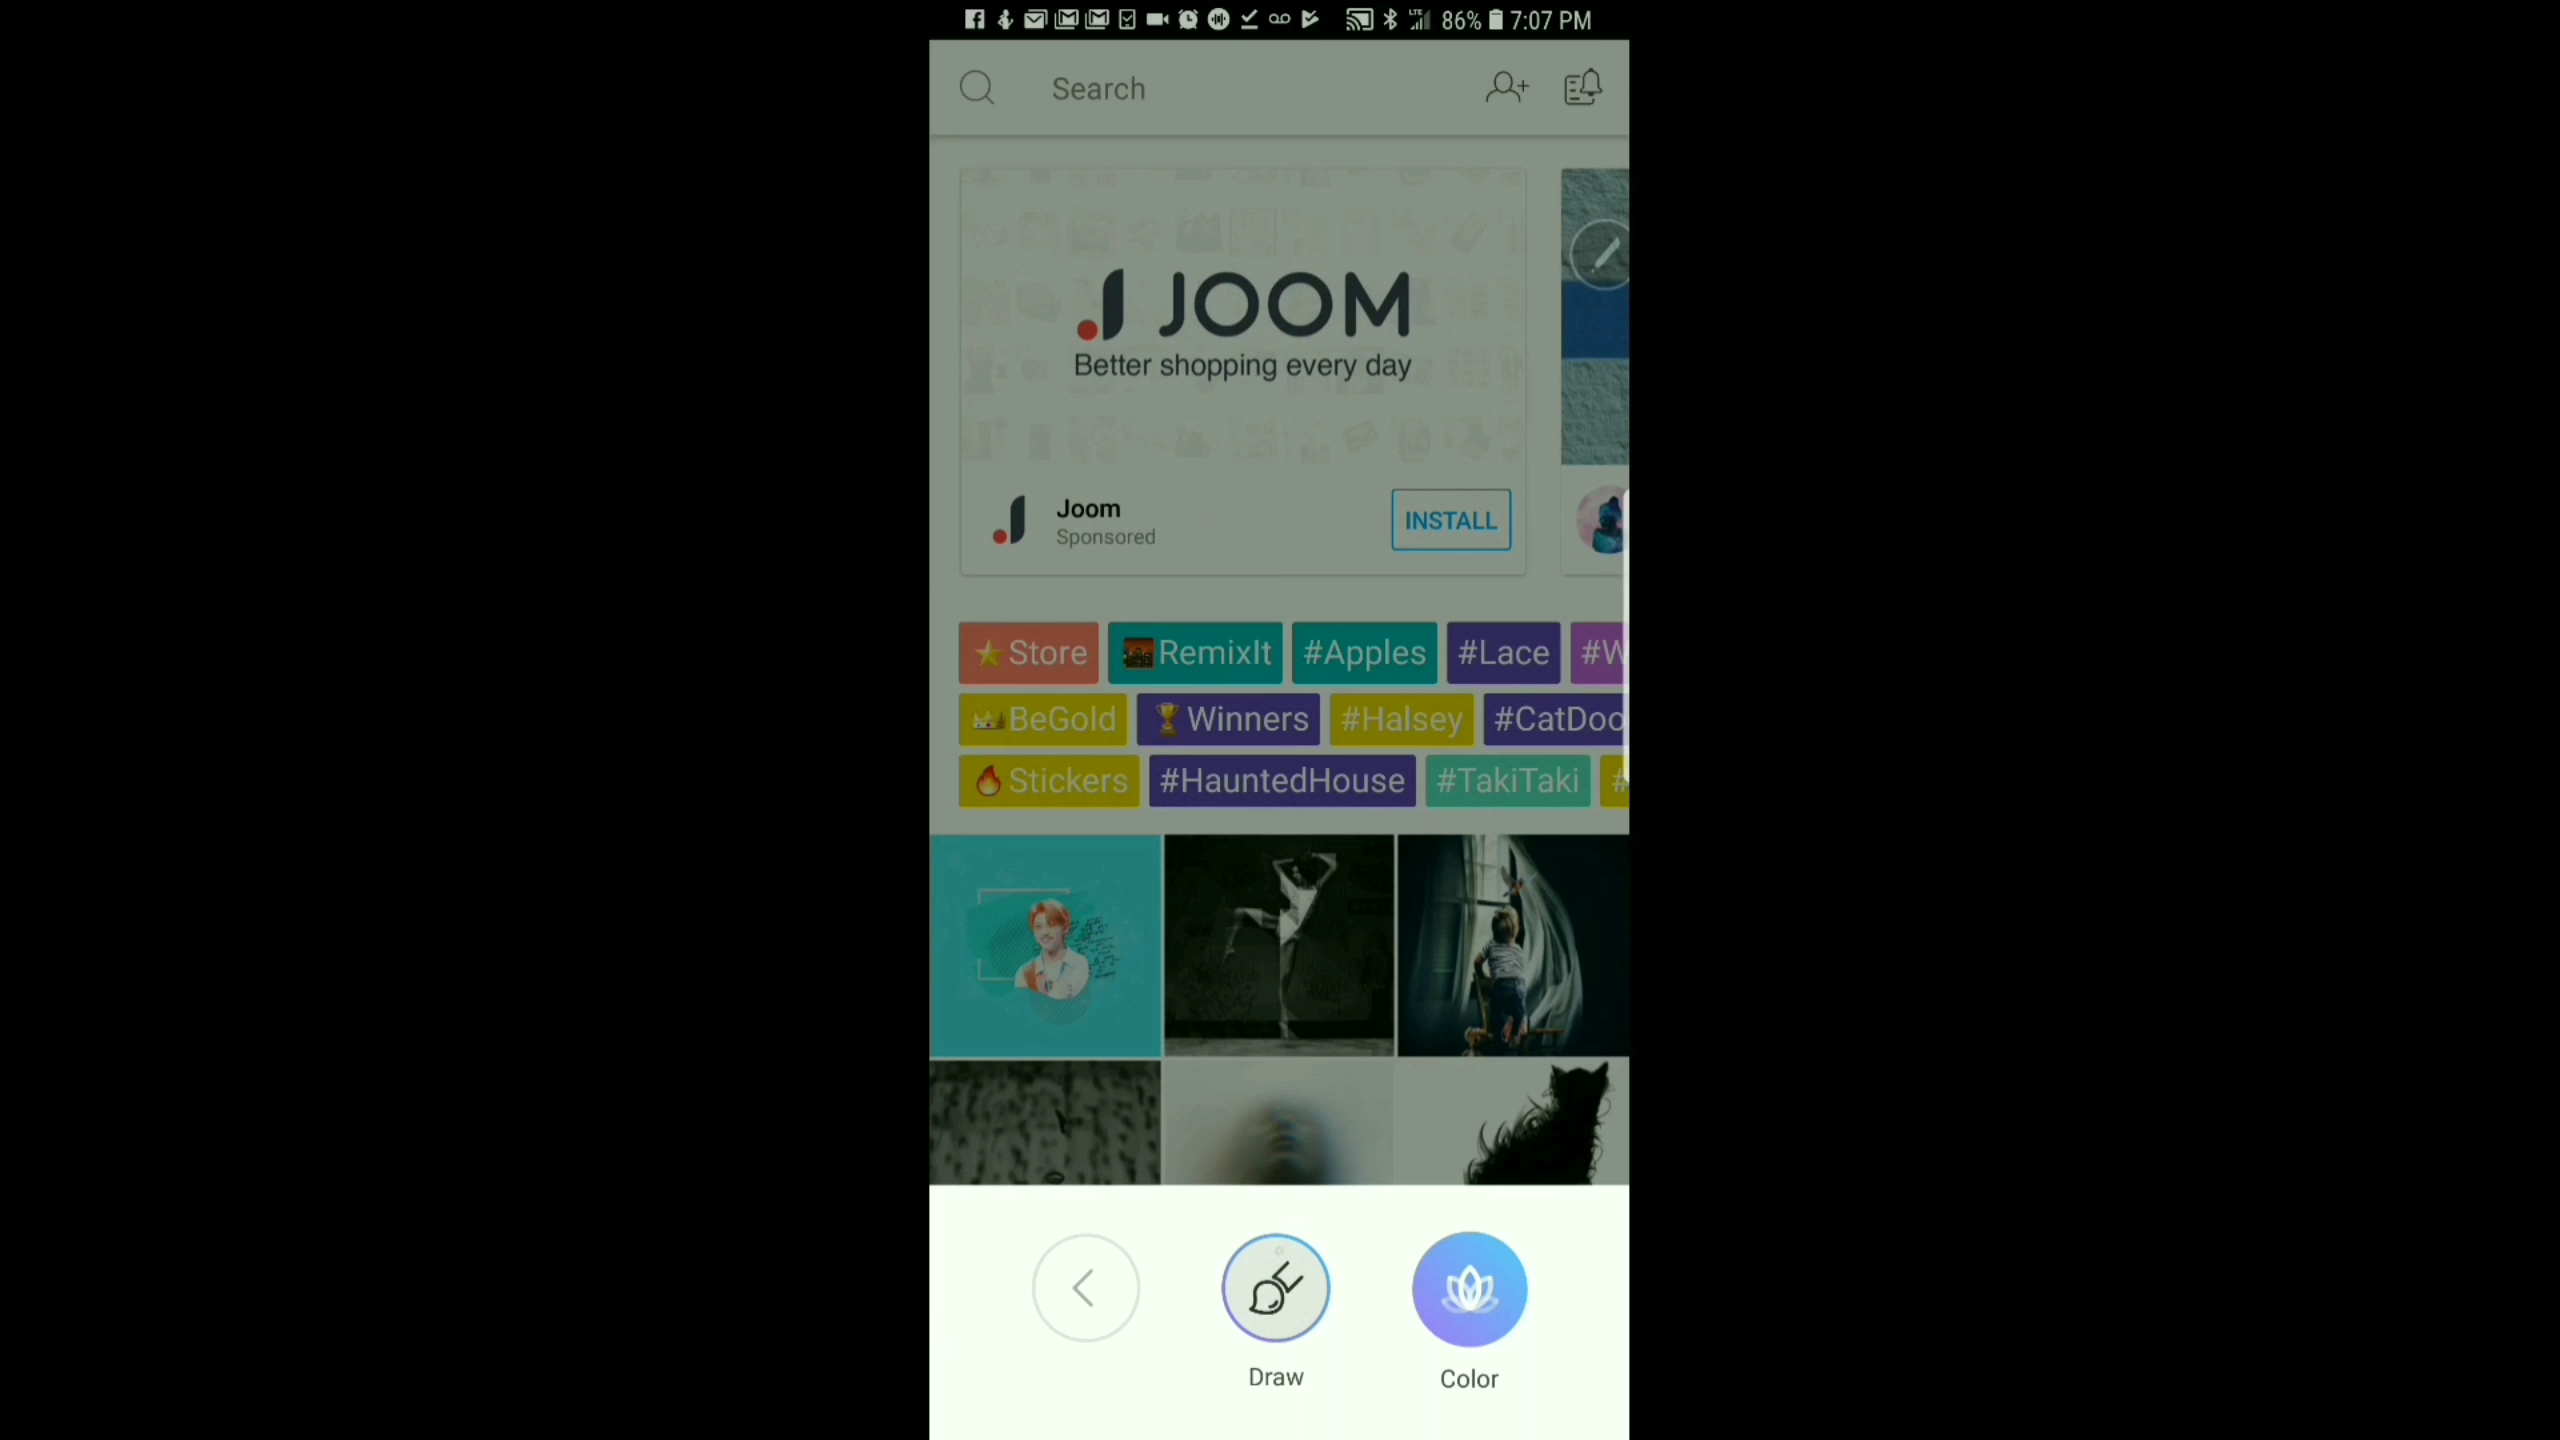 86% 7:07 PM
Search
JOOM
Better shopping every day
Joom
Sponsored
INSTALL
Store RemixIt #Apples #Lace #W
BeGold Winners #Halsey #CatDoo
Stickers #HauntedHouse #TakiTaki #
Draw
Color